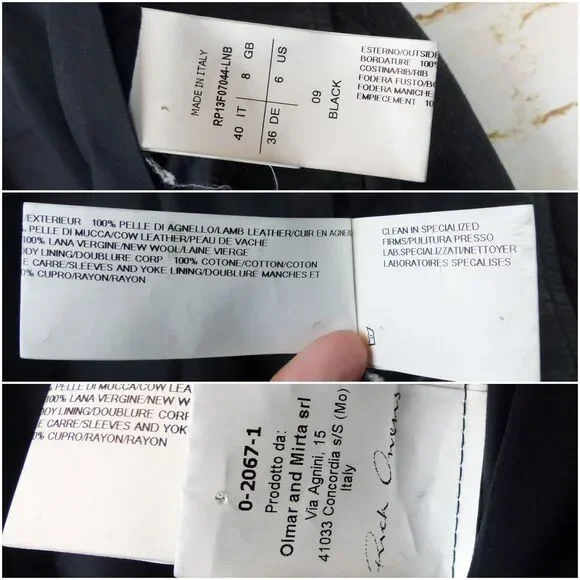 MADE IN ITALY
RP13F07044-LNB
40 IT 8 GB
36 DE 6 US
09
BLACK
ESTERNO/OUTSIDE
BORDATURE 100%
COSTINA/RIB/RIB
FODERA FUSTO/BO
FODERA MANICHE
EMPIECEMENT 10
/EXTERIEUR 100% PELLE DI AGNELLO/LAMB LEATHER/CUIR EN AGNEAU
% PELLE DI MUCCA/COW LEATHER/PEAU DE VACHE
100% LANA VERGINE/NEW WOOL/LAINE VIERGE
DY LINING/DOUBLURE CORP 100% COTONE/COTTON/COTON
E CARRE/SLEEVES AND YOKE LINING/DOUBLURE MANCHES ET
0% CUPRO/RAYON/RAYON
CLEAN IN SPECIALIZED
FIRMS/PULITURA PRESSO
LAB.SPECIALIZZATI/NETTOYER
LABORATOIRES SPECALISES
% PELLE DI MUCCA/COW LEA
100% LANA VERGINE/NEW W
DY LINING/DOUBLURE CORF
E CARRE/SLEEVES AND YOK
0% CUPRO/RAYON/RAYON
0-2067-1
Prodotto da:
Olmar and Mirta srl
Via Agnini, 15
41033 Concordia s/S (Mo)
Italy
Rick Owens